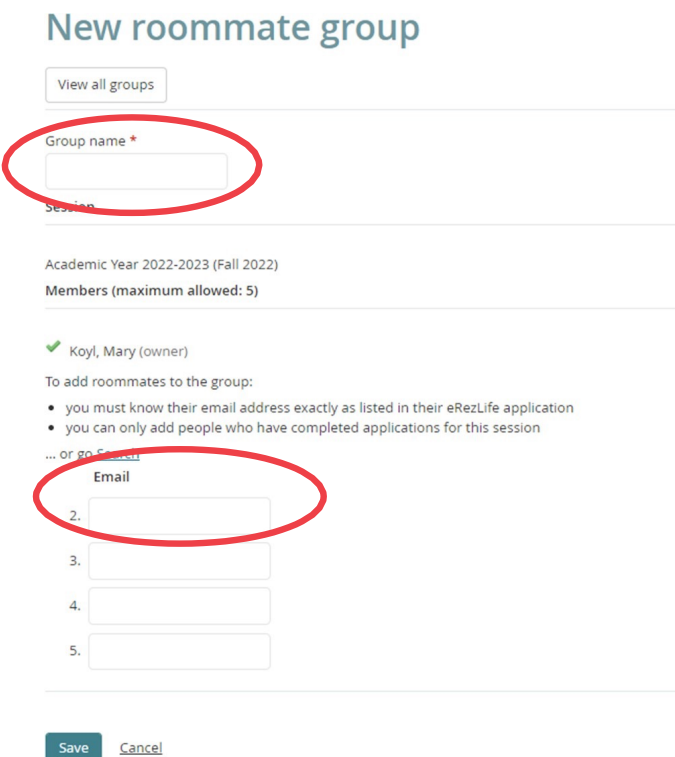 New roommate group
View all groups
Group name *
Session
Academic Year 2022-2023 (Fall 2022)
Members (maximum allowed: 5)
Koyl, Mary (owner)
To add roommates to the group:
• you must know their email address exactly as listed in their eRezLife application
• you can only add people who have completed applications for this session
... or go Search
Email
2.
3.
4.
5.
Save Cancel